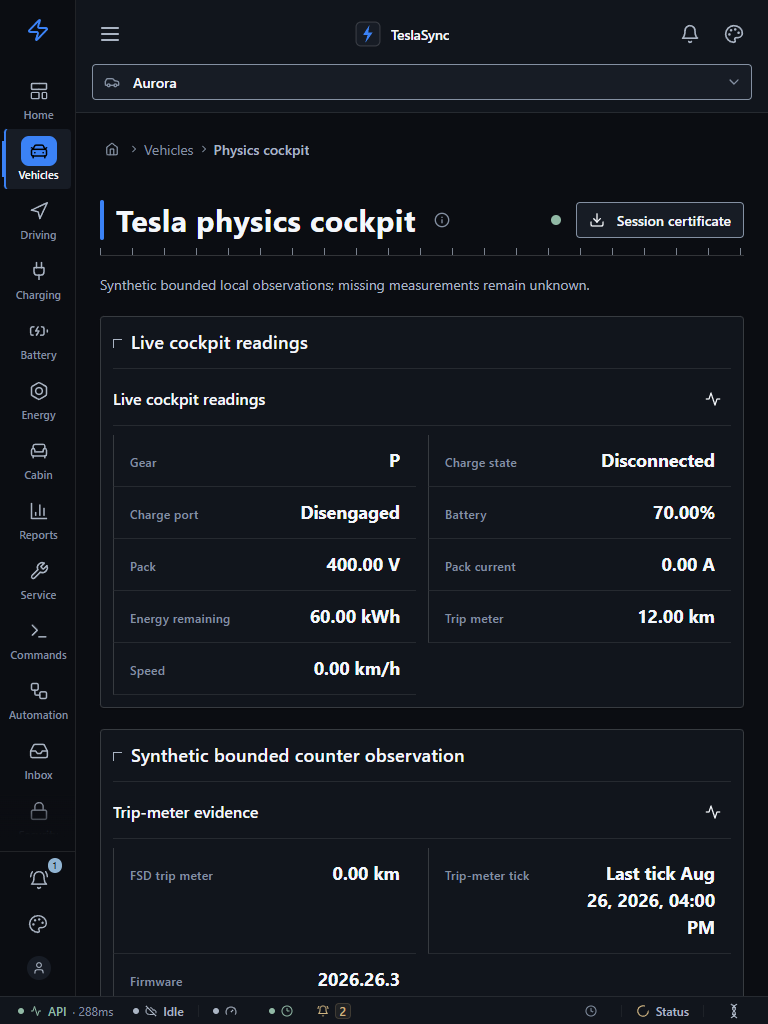 TeslaSync
Aurora
Home
Vehicles
Driving
Charging
Battery
Energy
Cabin
Reports
Service
Commands
Automation
Inbox
1
Vehicles
Physics cockpit
Tesla physics cockpit
Session certificate
Synthetic bounded local observations; missing measurements remain unknown.
Live cockpit readings
Live cockpit readings
Gear P
Charge state Disconnected
Charge port Disengaged
Battery 70.00%
Pack 400.00 V
Pack current 0.00 A
Energy remaining 60.00 kWh
Trip meter 12.00 km
Speed 0.00 km/h
Synthetic bounded counter observation
Trip-meter evidence
FSD trip meter 0.00 km
Trip-meter tick Last tick Aug
26, 2026, 04:00
PM
Firmware 2026.26.3
API · 288ms Idle 2 Status